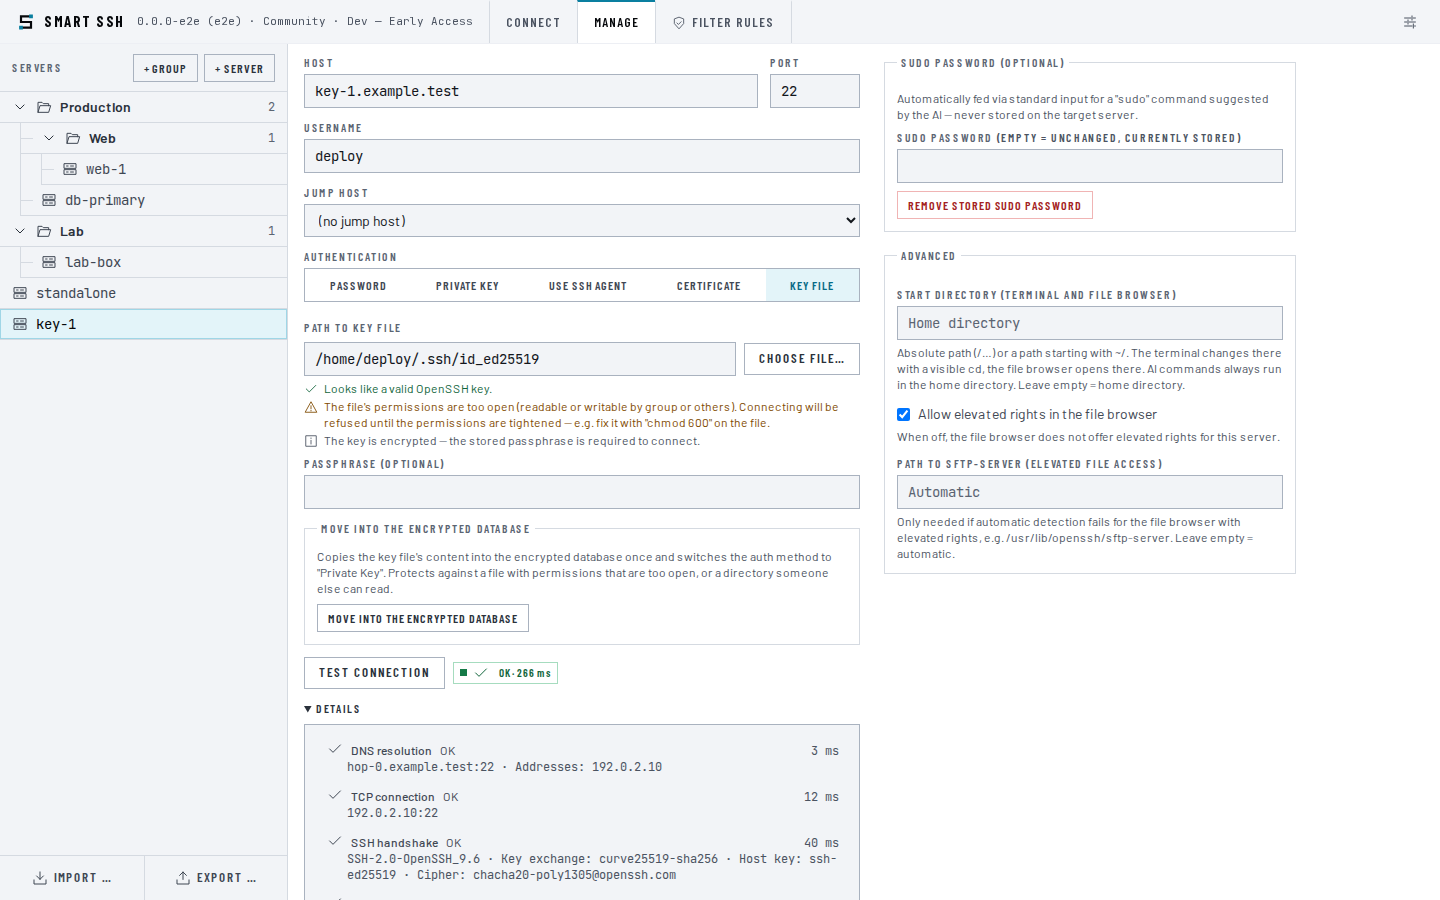 SMART SSH 0.0.0-e2e (e2e) · Community · Dev — Early Access CONNECT MANAGE FILTER RULES
SERVERS + GROUP + SERVER
Production 2
Web 1
web-1
db-primary
Lab 1
lab-box
standalone
key-1
IMPORT ... EXPORT ...
HOST PORT
key-1.example.test 22
USERNAME
deploy
JUMP HOST
(no jump host)
AUTHENTICATION
PASSWORD PRIVATE KEY USE SSH AGENT CERTIFICATE KEY FILE
PATH TO KEY FILE
/home/deploy/.ssh/id_ed25519 CHOOSE FILE...
Looks like a valid OpenSSH key.
The file's permissions are too open (readable or writable by group or others). Connecting will be
refused until the permissions are tightened — e.g. fix it with "chmod 600" on the file.
The key is encrypted — the stored passphrase is required to connect.
PASSPHRASE (OPTIONAL)
MOVE INTO THE ENCRYPTED DATABASE
Copies the key file's content into the encrypted database once and switches the auth method to
"Private Key". Protects against a file with permissions that are too open, or a directory someone
else can read.
MOVE INTO THE ENCRYPTED DATABASE
TEST CONNECTION OK · 266 ms
▼ DETAILS
DNS resolution OK 3 ms
hop-0.example.test:22 · Addresses: 192.0.2.10
TCP connection OK 12 ms
192.0.2.10:22
SSH handshake OK 40 ms
SSH-2.0-OpenSSH_9.6 · Key exchange: curve25519-sha256 · Host key: ssh-
ed25519 · Cipher: chacha20-poly1305@openssh.com
SUDO PASSWORD (OPTIONAL)
Automatically fed via standard input for a "sudo" command suggested
by the AI — never stored on the target server.
SUDO PASSWORD (EMPTY = UNCHANGED, CURRENTLY STORED)
REMOVE STORED SUDO PASSWORD
ADVANCED
START DIRECTORY (TERMINAL AND FILE BROWSER)
Home directory
Absolute path (/...) or a path starting with ~/. The terminal changes there
with a visible cd, the file browser opens there. AI commands always run
in the home directory. Leave empty = home directory.
Allow elevated rights in the file browser
When off, the file browser does not offer elevated rights for this server.
PATH TO SFTP-SERVER (ELEVATED FILE ACCESS)
Automatic
Only needed if automatic detection fails for the file browser with
elevated rights, e.g. /usr/lib/openssh/sftp-server. Leave empty =
automatic.